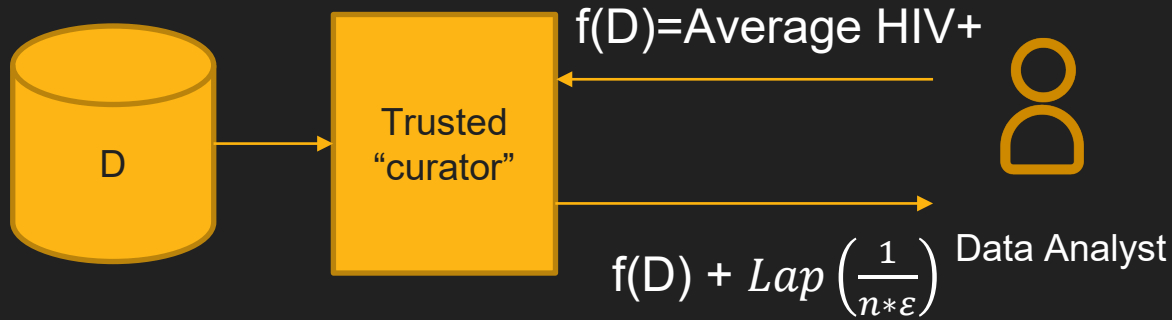 f(D)=Average HIV+
D
Trusted
“curator”
Data Analyst
f(D) + Lap(1/(n*ε))